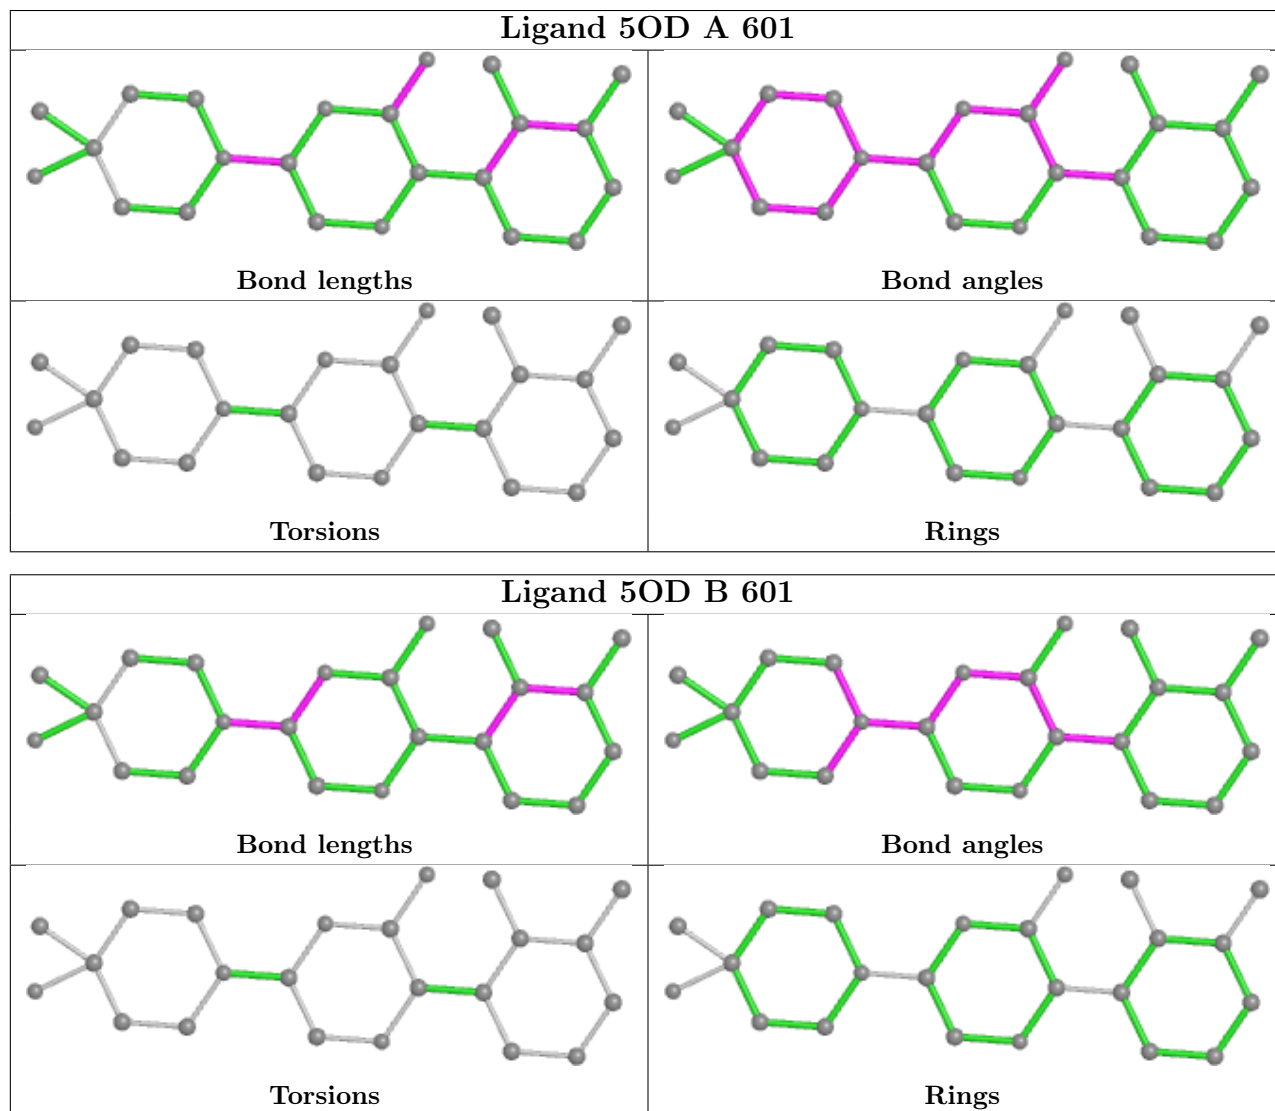 Ligand 5OD A 601
Bond lengths
Bond angles
Torsions
Rings
Ligand 5OD B 601
Bond lengths
Bond angles
Torsions
Rings